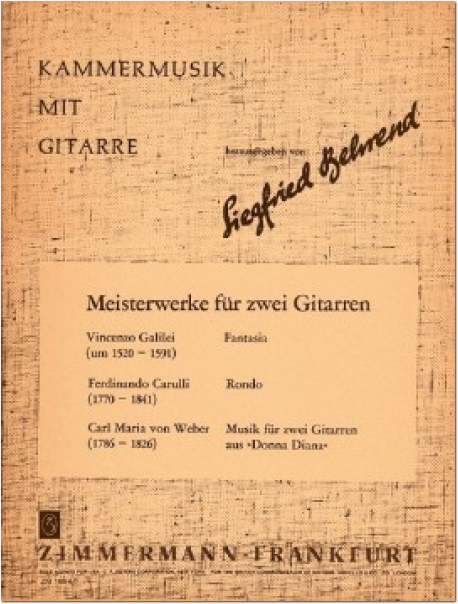 KAMMERMUSIK
MIT
GITARRE
herausgegeben von
Siegfried Behrend
Meisterwerke für zwei Gitarren
Vincenzo Galilei Fantasia
(um 1520 – 1591)
Ferdinando Carulli Rondo
(1770 – 1841)
Carl Maria von Weber Musik für zwei Gitarren
(1786 – 1826) aus »Donna Diana«
ZIMMERMANN - FRANKFURT